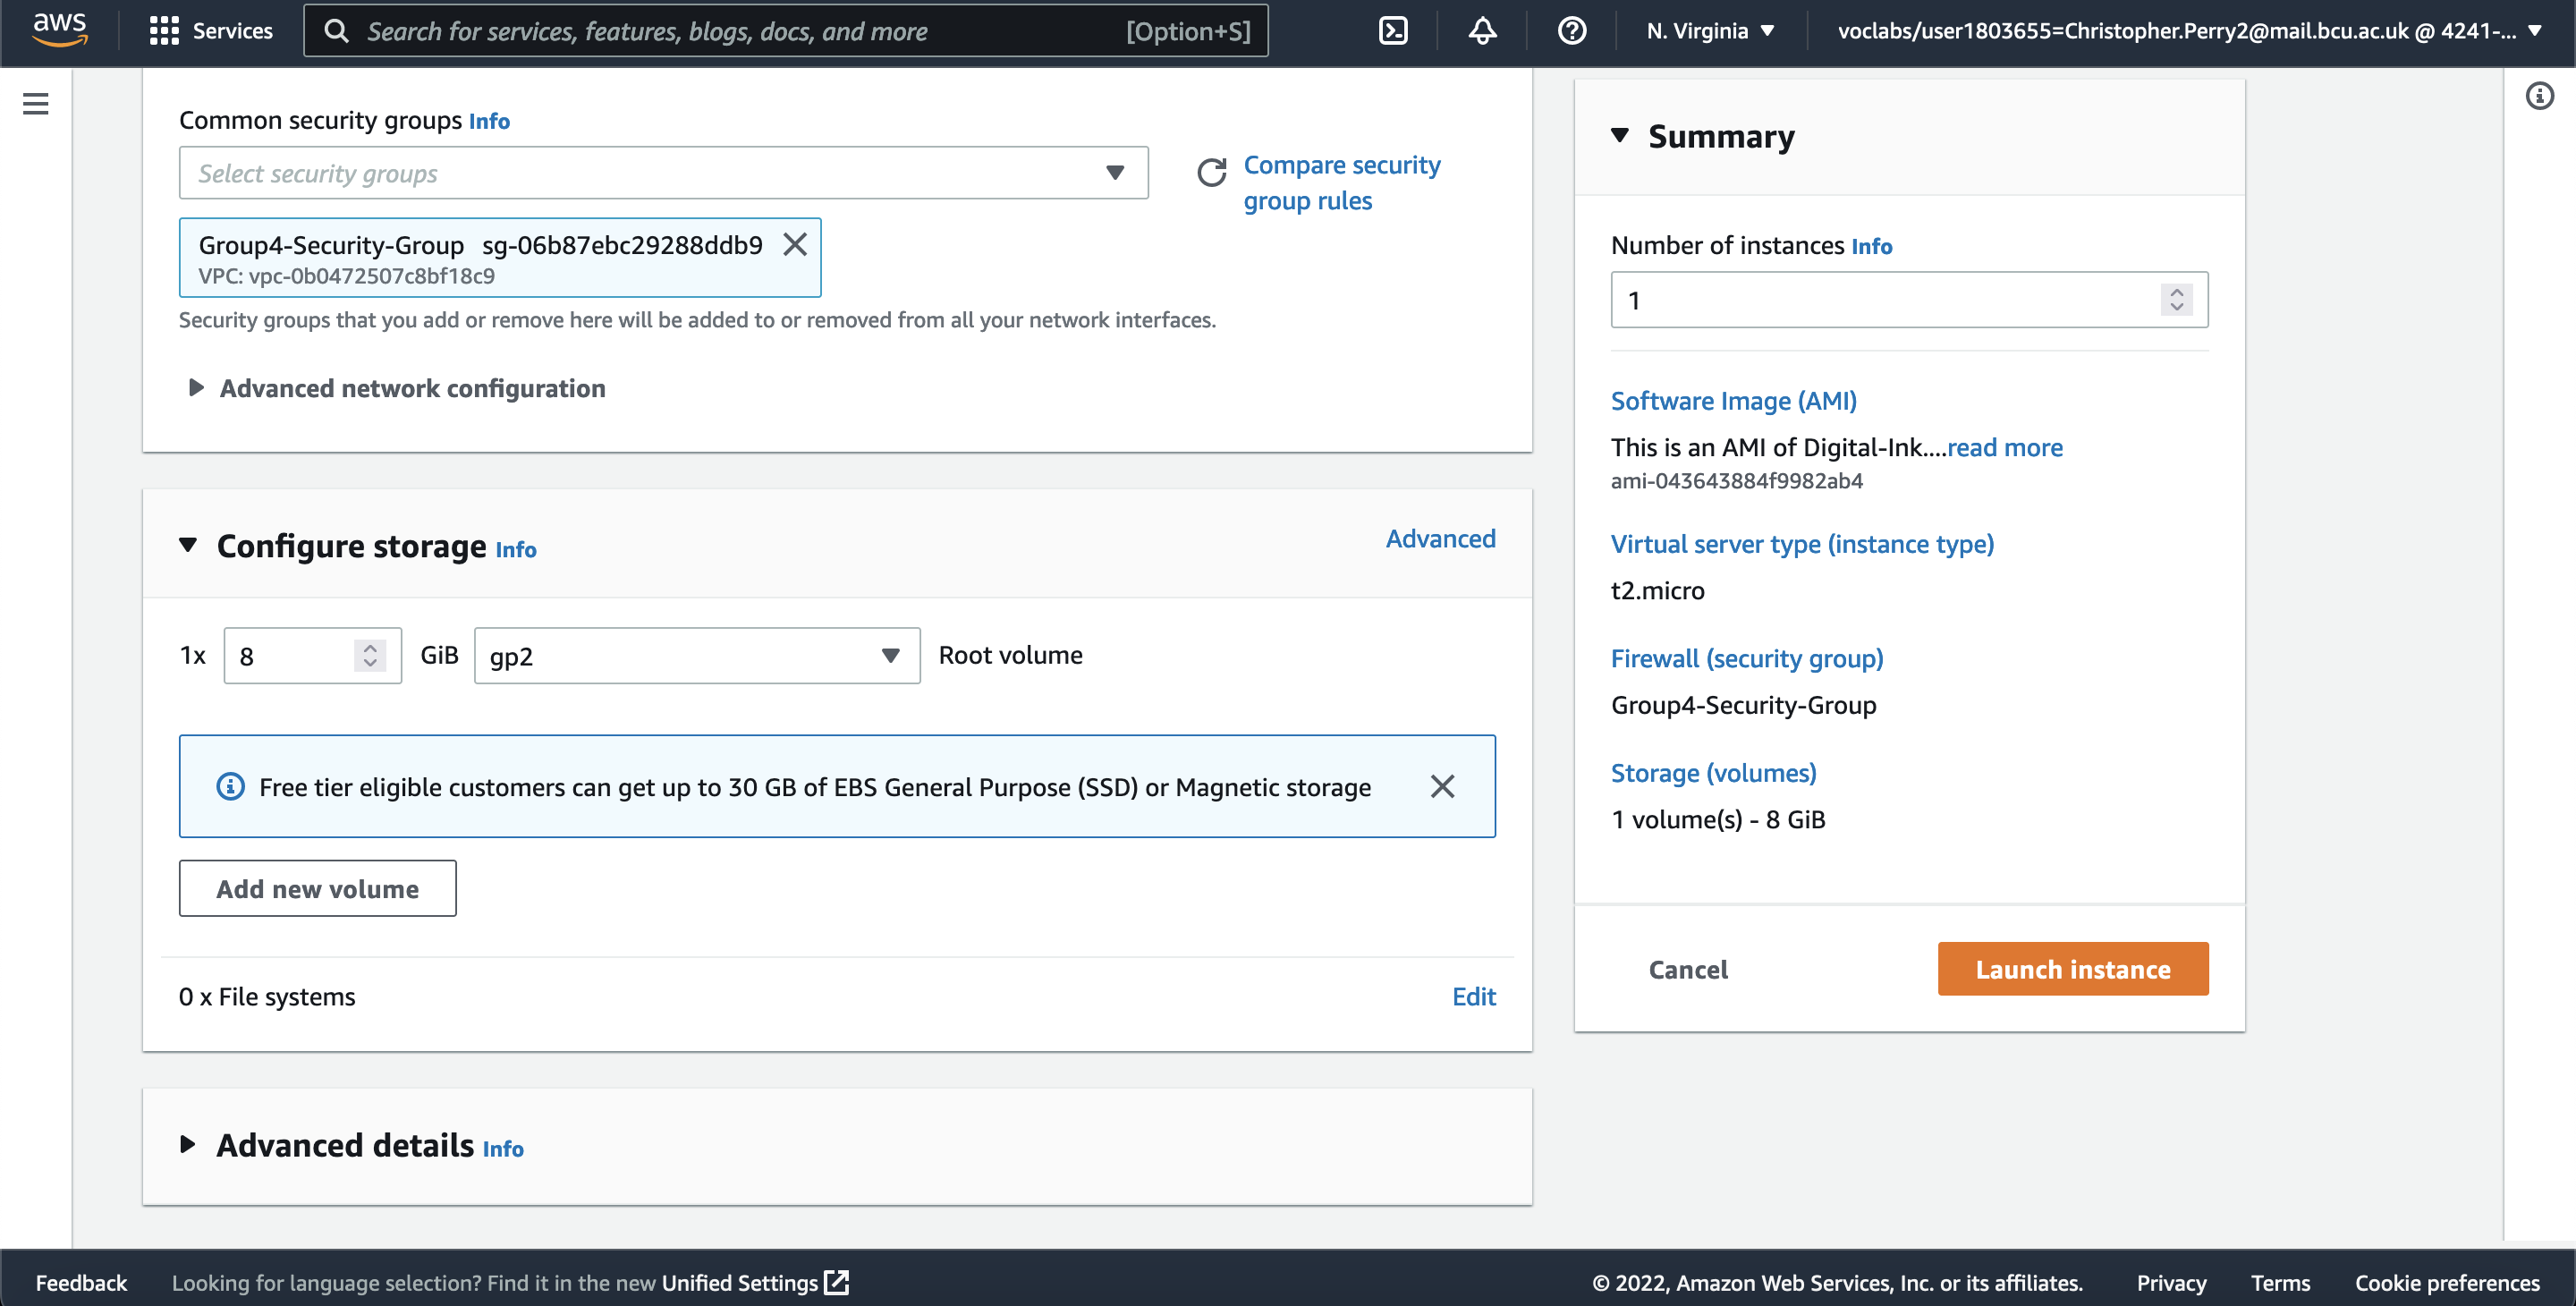 aws
Services
Search for services, features, blogs, docs, and more [Option+S]
N. Virginia
voclabs/user1803655=Christopher.Perry2@mail.bcu.ac.uk @ 4241-...
Common security groups Info
Select security groups
Compare security
group rules
Group4-Security-Group sg-06b87ebc29288ddb9
VPC: vpc-0b0472507c8bf18c9
Security groups that you add or remove here will be added to or removed from all your network interfaces.
Advanced network configuration
Configure storage Info
Advanced
1x 8 GiB gp2 Root volume
Free tier eligible customers can get up to 30 GB of EBS General Purpose (SSD) or Magnetic storage
Add new volume
0 x File systems
Edit
Advanced details Info
Summary
Number of instances Info
1
Software Image (AMI)
This is an AMI of Digital-Ink....read more
ami-043643884f9982ab4
Virtual server type (instance type)
t2.micro
Firewall (security group)
Group4-Security-Group
Storage (volumes)
1 volume(s) - 8 GiB
Cancel
Launch instance
Feedback
Looking for language selection? Find it in the new Unified Settings
© 2022, Amazon Web Services, Inc. or its affiliates.
Privacy
Terms
Cookie preferences